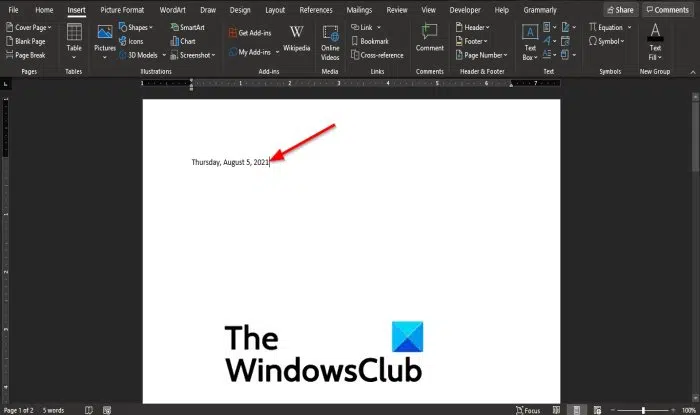 File Home Insert Picture Format WordArt Draw Design Layout References Mailings Review View Developer Help Grammarly Share Comments
Cover Page Shapes SmartArt Get Add-ins Link Header Equation
Blank Page Table Pictures Icons Chart Wikipedia Online Videos Bookmark Comment Footer Text Box Symbol Text Fill
Page Break 3D Models Screenshot My Add-ins Cross-reference Page Number
Pages Tables Illustrations Add-ins Media Links Comments Header & Footer Text Symbols New Group
Thursday, August 5, 2021
The
WindowsClub
Page 1 of 2 5 words Focus 100%